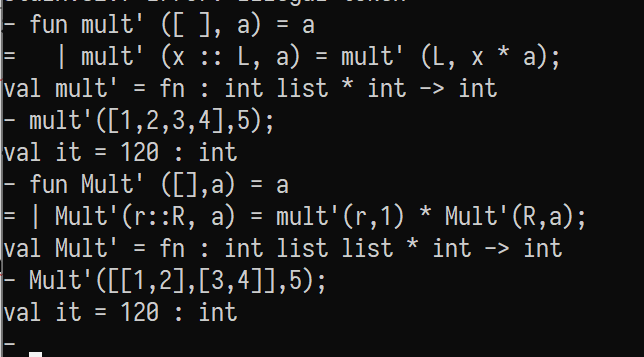 - fun mult' ([ ], a) = a
=   | mult' (x :: L, a) = mult' (L, x * a);
val mult' = fn : int list * int -> int
- mult'([1,2,3,4],5);
val it = 120 : int
- fun Mult' ([],a) = a
= | Mult'(r::R, a) = mult'(r,1) * Mult'(R,a);
val Mult' = fn : int list list * int -> int
- Mult'([[1,2],[3,4]],5);
val it = 120 : int
-